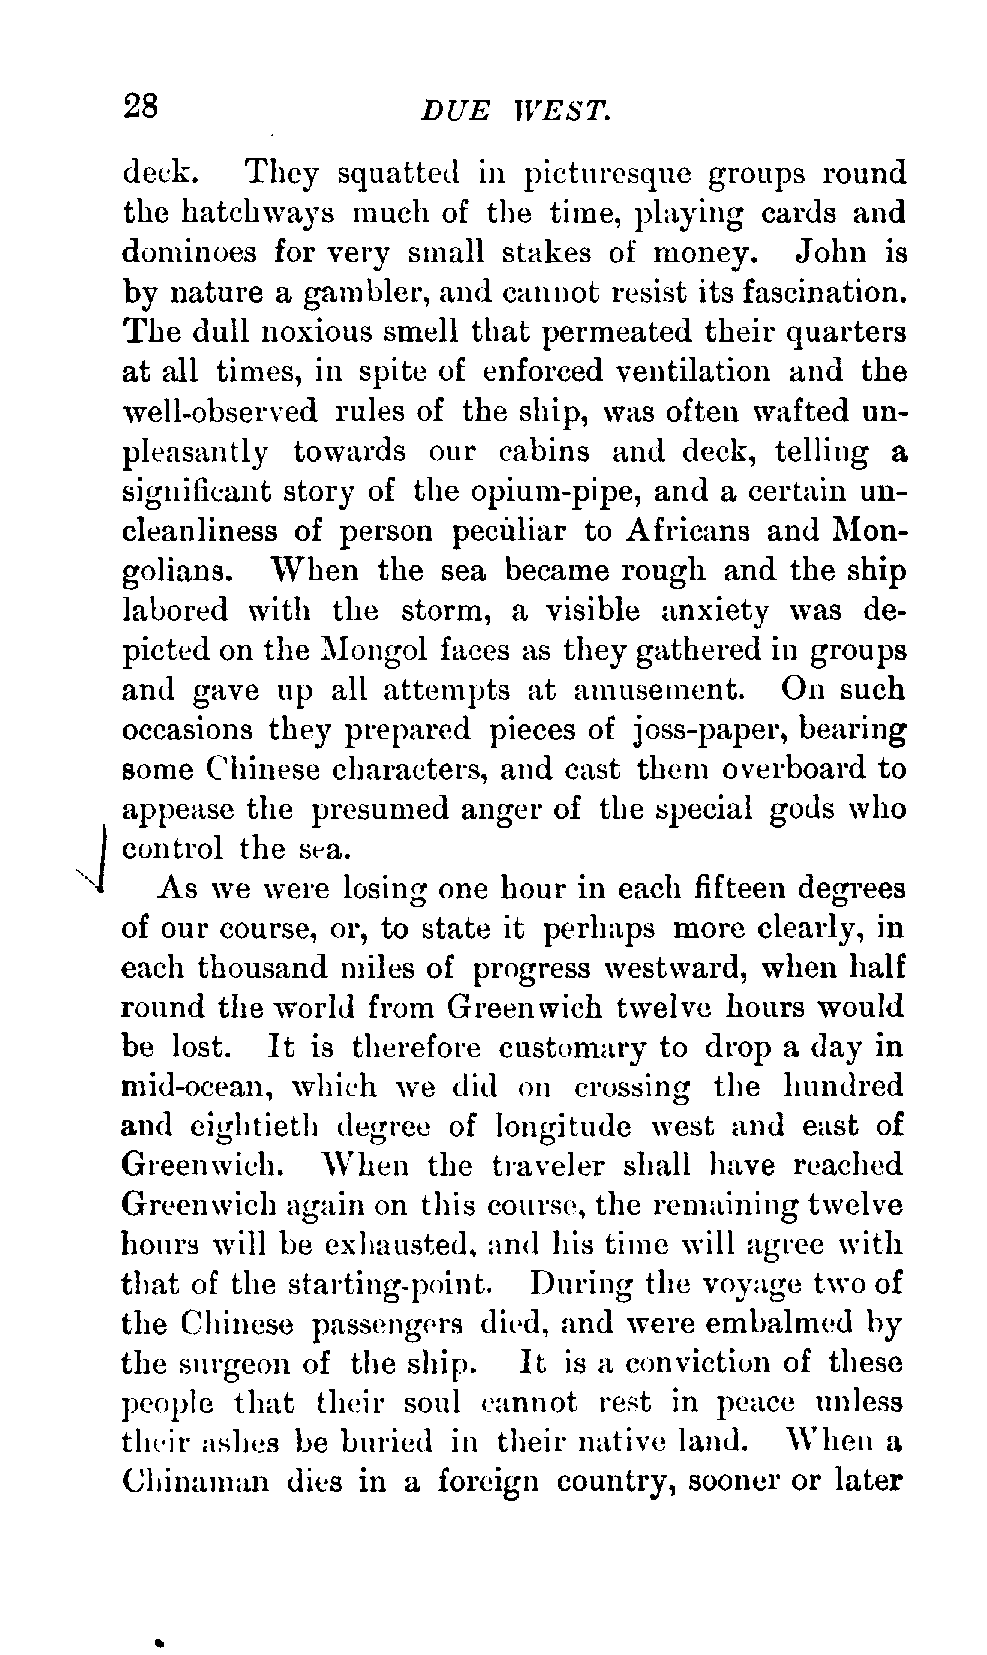 28 DUE WEST.
deck. They squatted in picturesque groups round
the hatchways much of the time, playing cards and
dominoes for very small stakes of money. John is
by nature a gambler, and cannot resist its fascination.
The dull noxious smell that permeated their quarters
at all times, in spite of enforced ventilation and the
well-observed rules of the ship, was often wafted un-
pleasantly towards our cabins and deck, telling a
significant story of the opium-pipe, and a certain un-
cleanliness of person peculiar to Africans and Mon-
golians. When the sea became rough and the ship
labored with the storm, a visible anxiety was de-
picted on the Mongol faces as they gathered in groups
and gave up all attempts at amusement. On such
occasions they prepared pieces of joss-paper, bearing
some Chinese characters, and cast them overboard to
appease the presumed anger of the special gods who
control the sea.
As we were losing one hour in each fifteen degrees
of our course, or, to state it perhaps more clearly, in
each thousand miles of progress westward, when half
round the world from Greenwich twelve hours would
be lost. It is therefore customary to drop a day in
mid-ocean, which we did on crossing the hundred
and eightieth degree of longitude west and east of
Greenwich. When the traveler shall have reached
Greenwich again on this course, the remaining twelve
hours will be exhausted, and his time will agree with
that of the starting-point. During the voyage two of
the Chinese passengers died, and were embalmed by
the surgeon of the ship. It is a conviction of these
people that their soul cannot rest in peace unless
their ashes be buried in their native land. When a
Chinaman dies in a foreign country, sooner or later